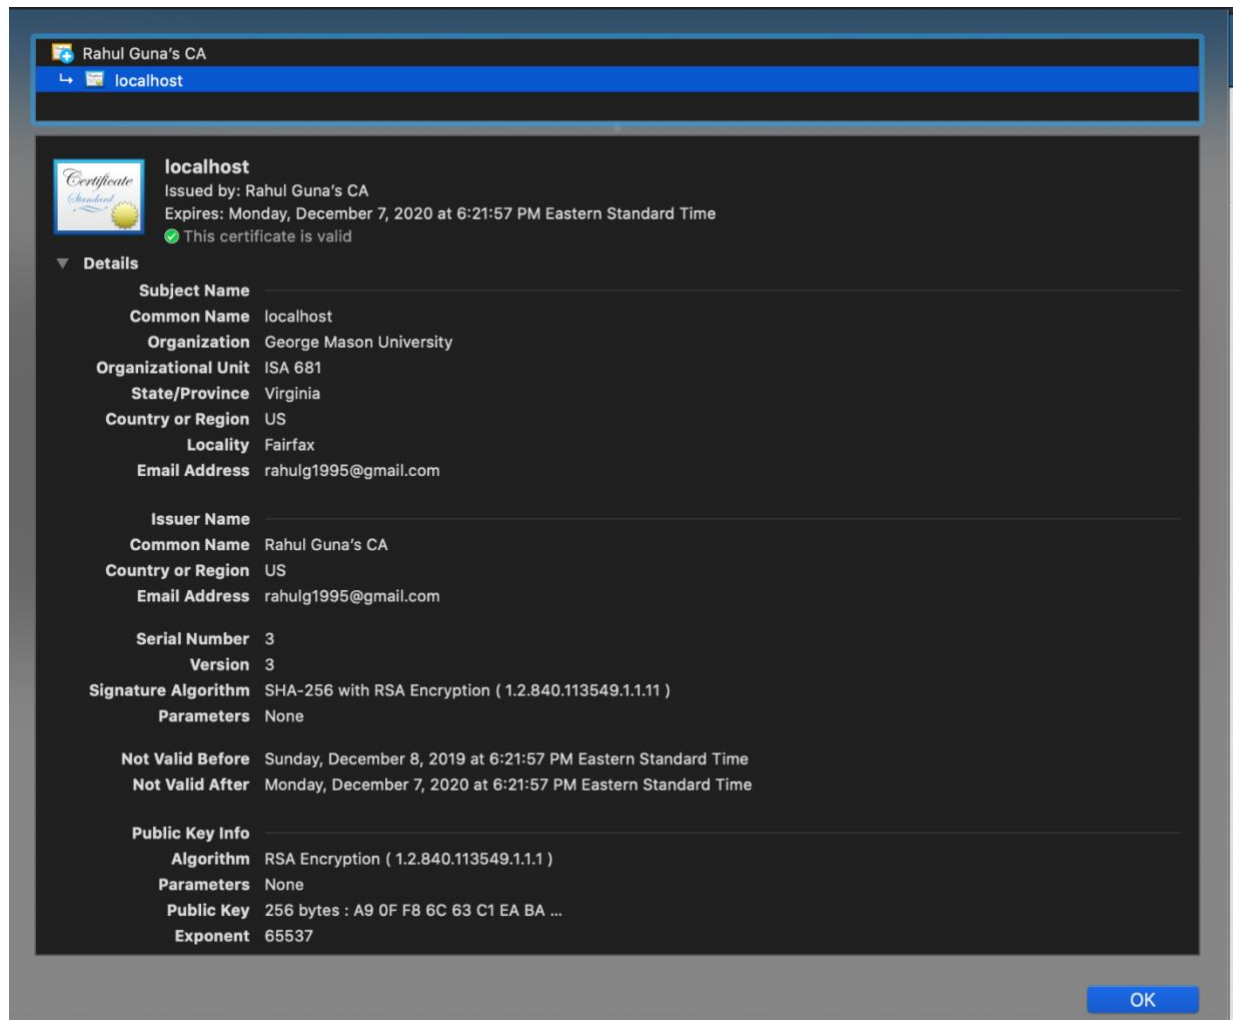 Rahul Guna's CA
localhost
Certificate
Standard
localhost
Issued by: Rahul Guna's CA
Expires: Monday, December 7, 2020 at 6:21:57 PM Eastern Standard Time
This certificate is valid
Details
Subject Name
Common Name localhost
Organization George Mason University
Organizational Unit ISA 681
State/Province Virginia
Country or Region US
Locality Fairfax
Email Address rahulg1995@gmail.com
Issuer Name
Common Name Rahul Guna's CA
Country or Region US
Email Address rahulg1995@gmail.com
Serial Number 3
Version 3
Signature Algorithm SHA-256 with RSA Encryption ( 1.2.840.113549.1.1.11 )
Parameters None
Not Valid Before Sunday, December 8, 2019 at 6:21:57 PM Eastern Standard Time
Not Valid After Monday, December 7, 2020 at 6:21:57 PM Eastern Standard Time
Public Key Info
Algorithm RSA Encryption ( 1.2.840.113549.1.1.1 )
Parameters None
Public Key 256 bytes : A9 0F F8 6C 63 C1 EA BA ...
Exponent 65537
OK